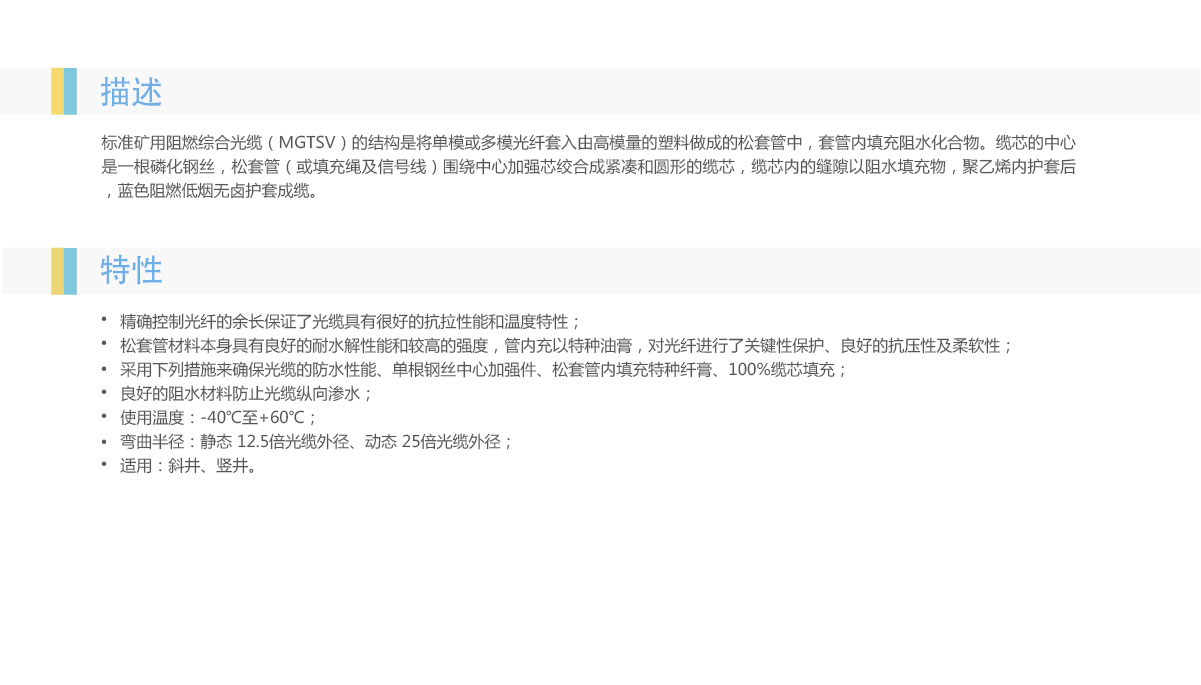 描述
标准矿用阻燃综合光缆（MGTSV）的结构是将单模或多模光纤套入由高模量的塑料做成的松套管中，套管内填充阻水化合物。缆芯的中心
是一根磷化钢丝，松套管（或填充绳及信号线）围绕中心加强芯绞合成紧凑和圆形的缆芯，缆芯内的缝隙以阻水填充物，聚乙烯内护套后
，蓝色阻燃低烟无卤护套成缆。
特性
• 精确控制光纤的余长保证了光缆具有很好的抗拉性能和温度特性；
• 松套管材料本身具有良好的耐水解性能和较高的强度，管内充以特种油膏，对光纤进行了关键性保护、良好的抗压性及柔软性；
• 采用下列措施来确保光缆的防水性能、单根钢丝中心加强件、松套管内填充特种纤膏、100%缆芯填充；
• 良好的阻水材料防止光缆纵向渗水；
• 使用温度：-40℃至+60℃；
• 弯曲半径：静态 12.5倍光缆外径、动态 25倍光缆外径；
• 适用：斜井、竖井。